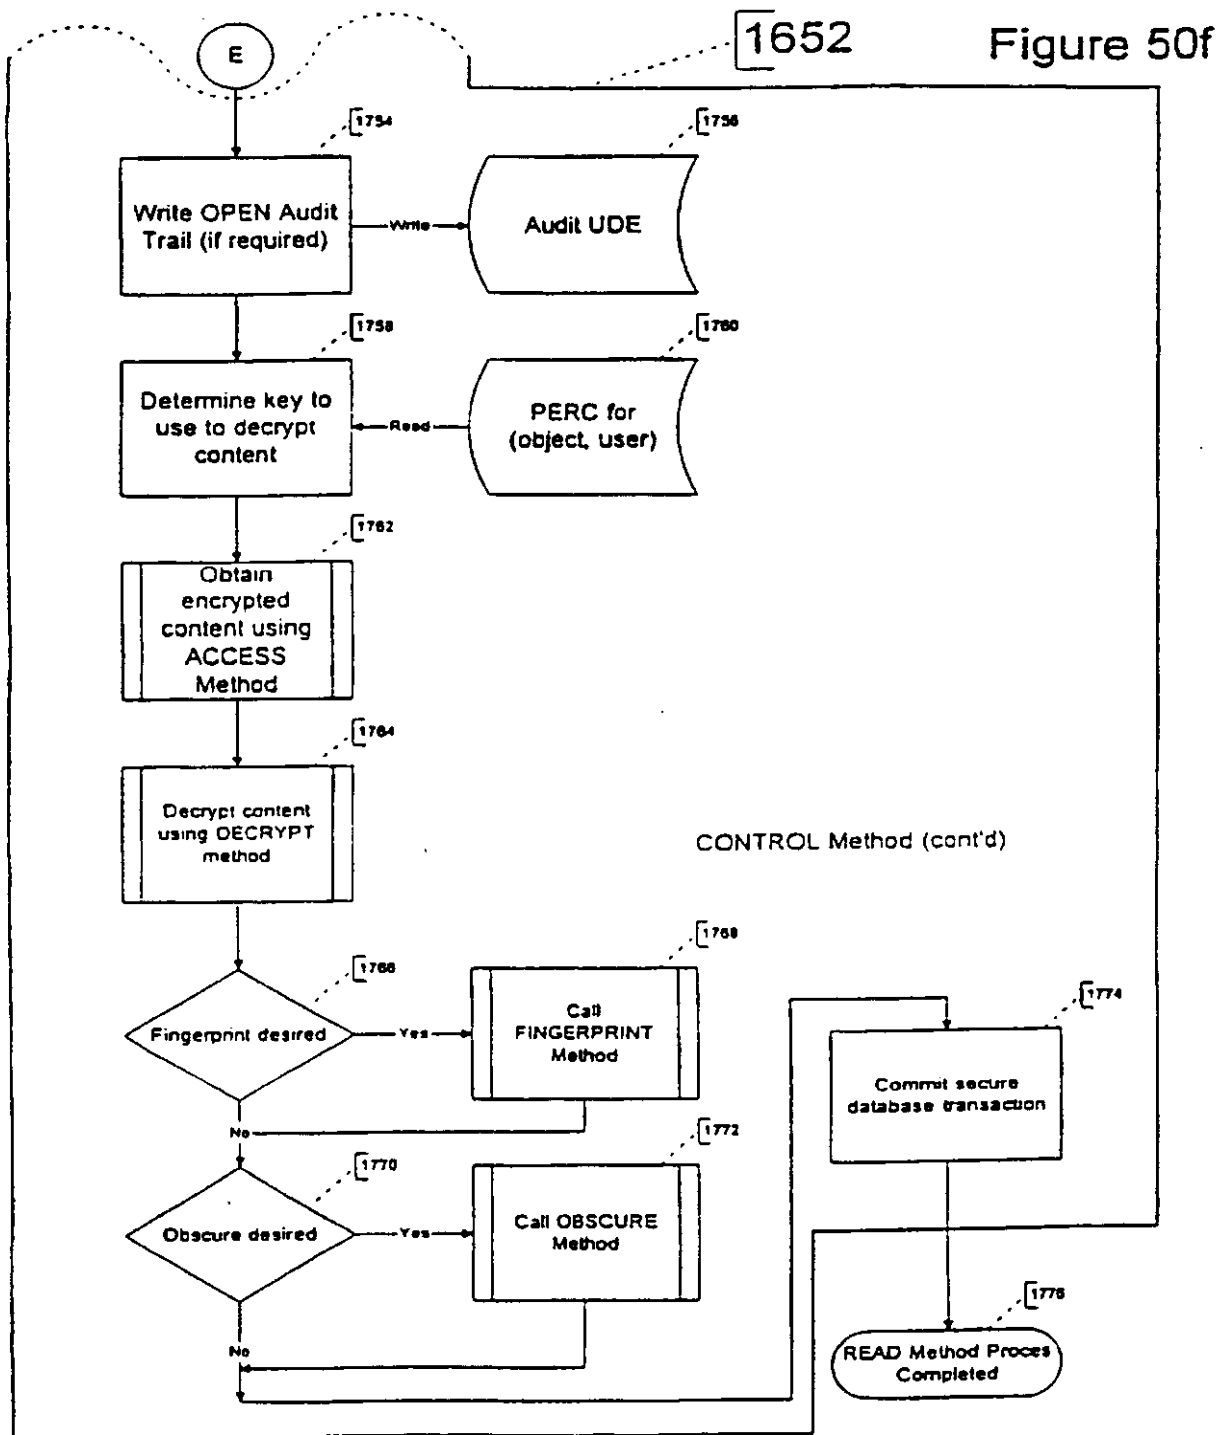 E
1652
Figure 50f
1754
Write OPEN Audit
Trail (if required)
Write
1756
Audit UDE
1758
Determine key to
use to decrypt
content
Read
1760
PERC for
(object, user)
1762
Obtain
encrypted
content using
ACCESS
Method
1764
Decrypt content
using DECRYPT
method
CONTROL Method (cont'd)
1766
Fingerprint desired
Yes
1768
Call
FINGERPRINT
Method
No
1770
Obscure desired
Yes
1772
Call OBSCURE
Method
No
1774
Commit secure
database transaction
1776
READ Method Proces
Completed